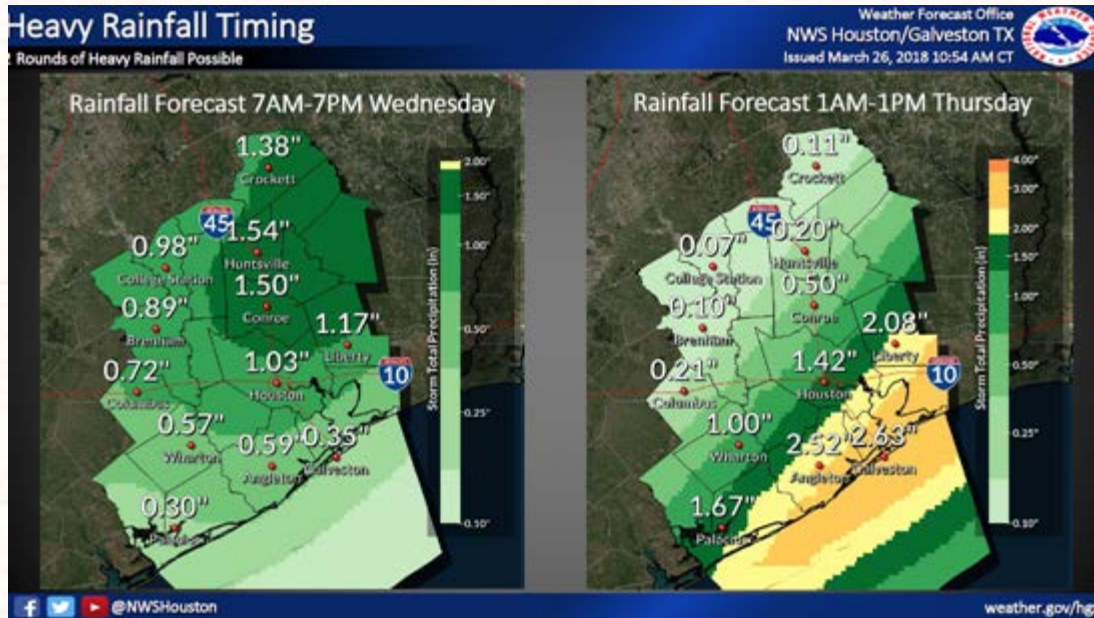 Heavy Rainfall Timing
2 Rounds of Heavy Rainfall Possible
Weather Forecast Office
NWS Houston/Galveston TX
Issued March 26, 2018 10:54 AM CT
NATIONAL WEATHER SERVICE
Rainfall Forecast 7AM-7PM Wednesday
1.38"
Crockett
45
1.54"
Huntsville
0.98"
College Station
1.50"
Conroe
0.89"
Brenham
1.17"
Liberty
1.03"
Houston
10
0.72"
Columbus
0.57"
Wharton
0.59"
Angleton
0.35"
Galveston
0.30"
Palacios
Storm Total Precipitation (in)
2.00"
1.50"
1.00"
0.50"
0.25"
0.10"
Rainfall Forecast 1AM-1PM Thursday
0.11"
Crockett
45
0.20"
Huntsville
0.07"
College Station
0.50"
Conroe
0.10"
Brenham
2.08"
Liberty
1.42"
Houston
10
0.21"
Columbus
1.00"
Wharton
2.52"
Angleton
2.63"
Galveston
1.67"
Palacios
Storm Total Precipitation (in)
4.00"
3.00"
2.00"
1.50"
1.00"
0.50"
0.25"
0.10"
@NWSHouston
weather.gov/hg